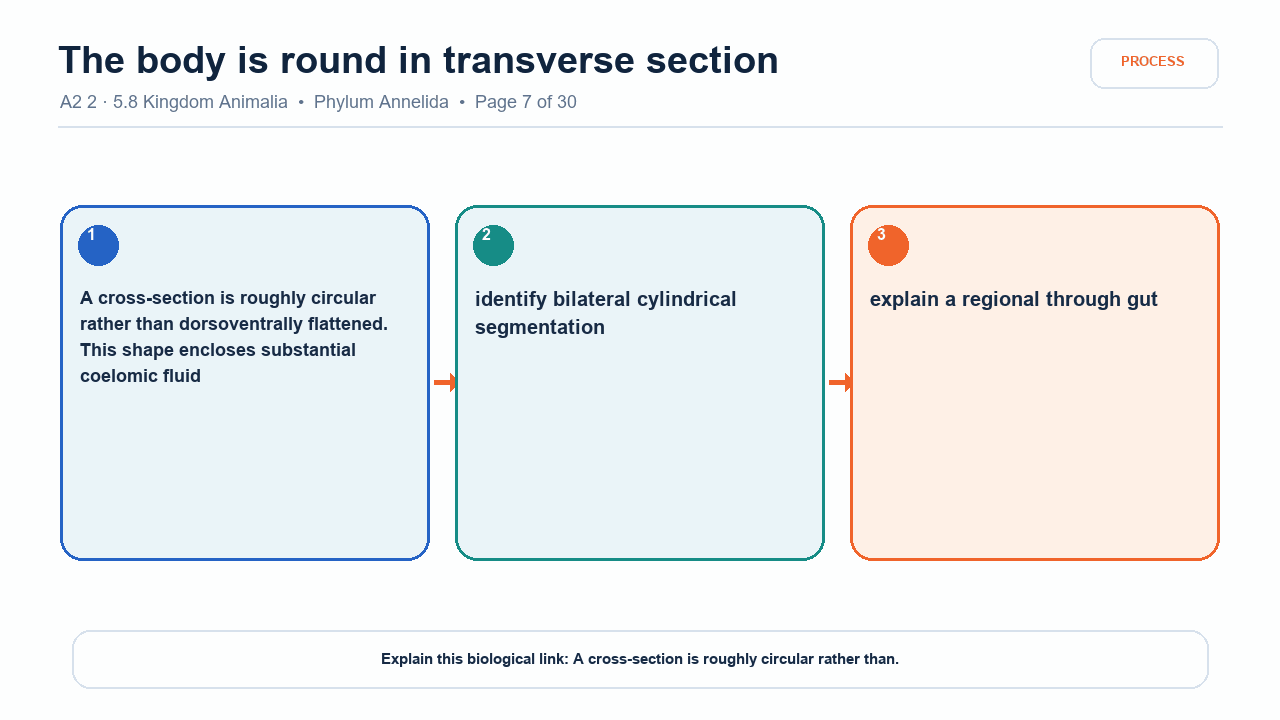 The body is round in transverse section
PROCESS
A2 2 · 5.8 Kingdom Animalia • Phylum Annelida • Page 7 of 30
1
A cross-section is roughly circular
rather than dorsoventrally flattened.
This shape encloses substantial
coelomic fluid
2
identify bilateral cylindrical
segmentation
3
explain a regional through gut
Explain this biological link: A cross-section is roughly circular rather than.